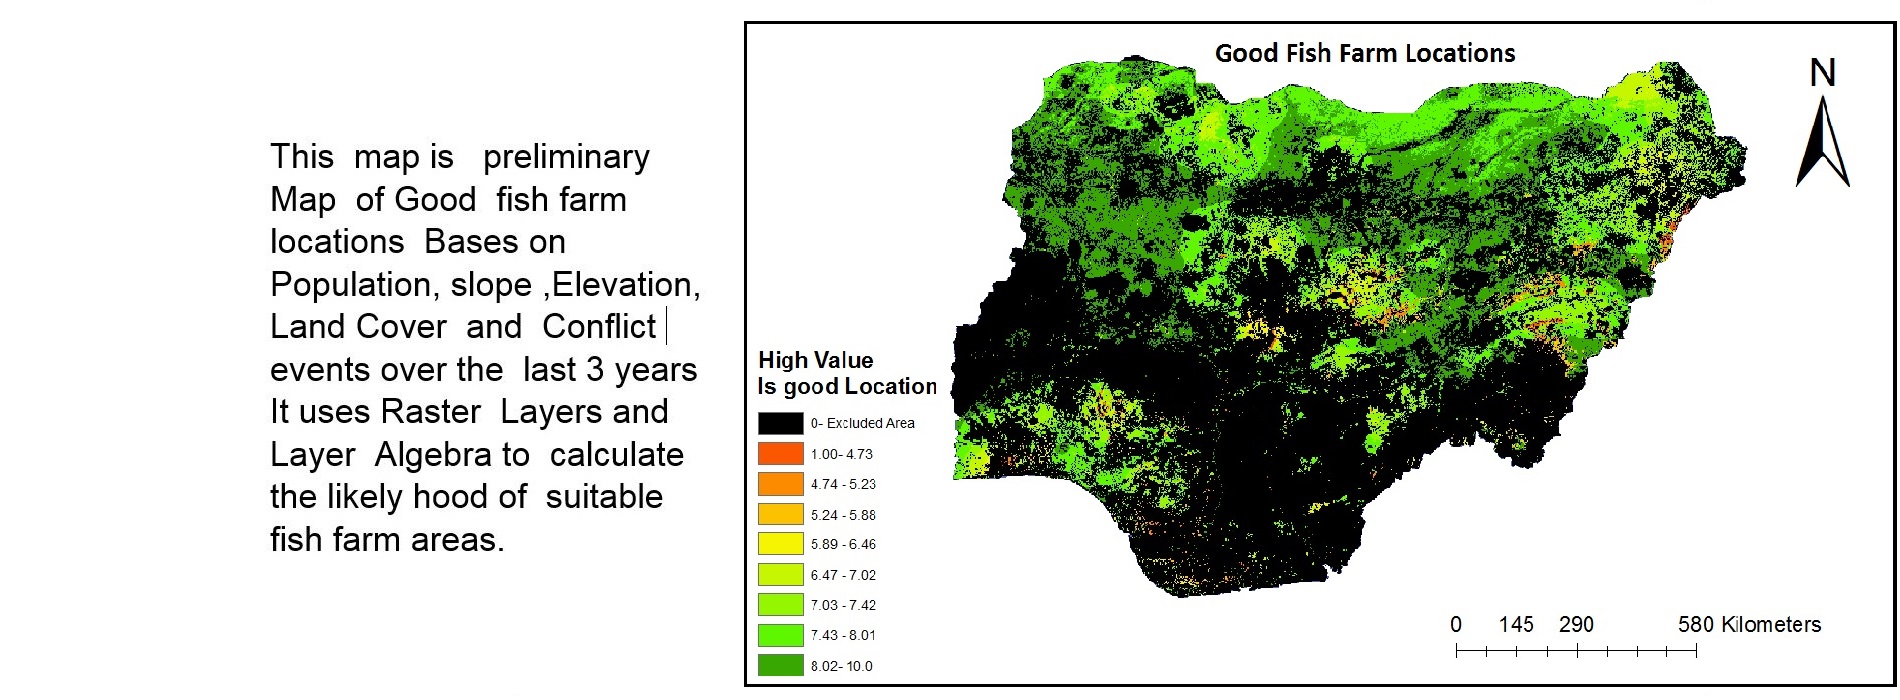 This map is preliminary
Map of Good fish farm
locations Bases on
Population, slope ,Elevation,
Land Cover and Conflict
events over the last 3 years
It uses Raster Layers and
Layer Algebra to calculate
the likely hood of suitable
fish farm areas.
Good Fish Farm Locations
N
High Value
Is good Location
0- Excluded Area
1.00- 4.73
4.74 - 5.23
5.24 - 5.88
5.89 - 6.46
6.47 - 7.02
7.03 - 7.42
7.43 - 8.01
8.02- 10.0
0 145 290 580 Kilometers